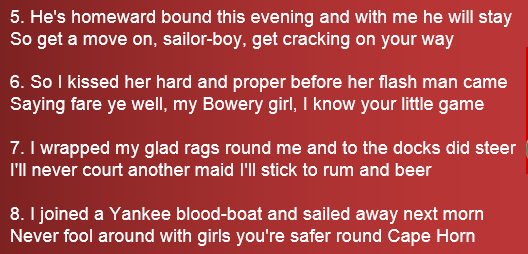 5. He's homeward bound this evening and with me he will stay
So get a move on, sailor-boy, get cracking on your way
6. So I kissed her hard and proper before her flash man came
Saying fare ye well, my Bowery girl, I know your little game
7. I wrapped my glad rags round me and to the docks did steer
I'll never court another maid I'll stick to rum and beer
8. I joined a Yankee blood-boat and sailed away next morn
Never fool around with girls you're safer round Cape Horn